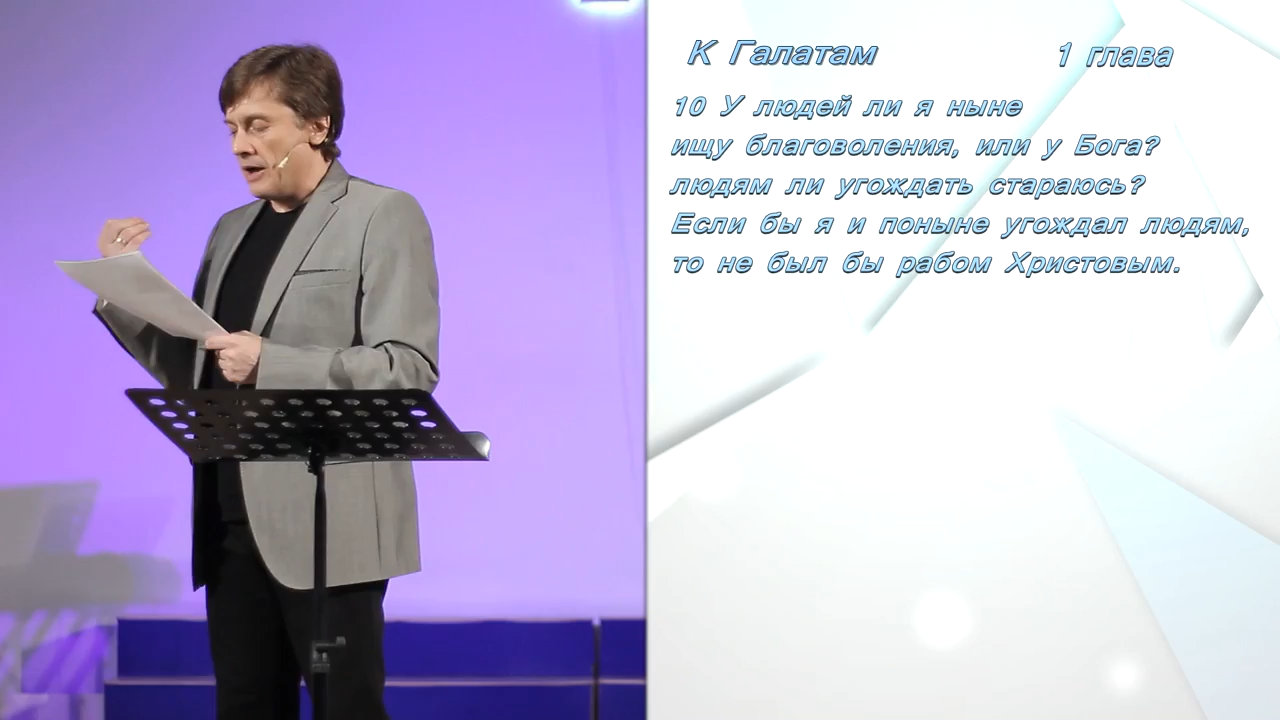 К Галатам 1 глава
10 У людей ли я ныне
ищу благоволения, или у Бога?
людям ли угождать стараюсь?
Если бы я и поныне угождал людям,
то не был бы рабом Христовым.